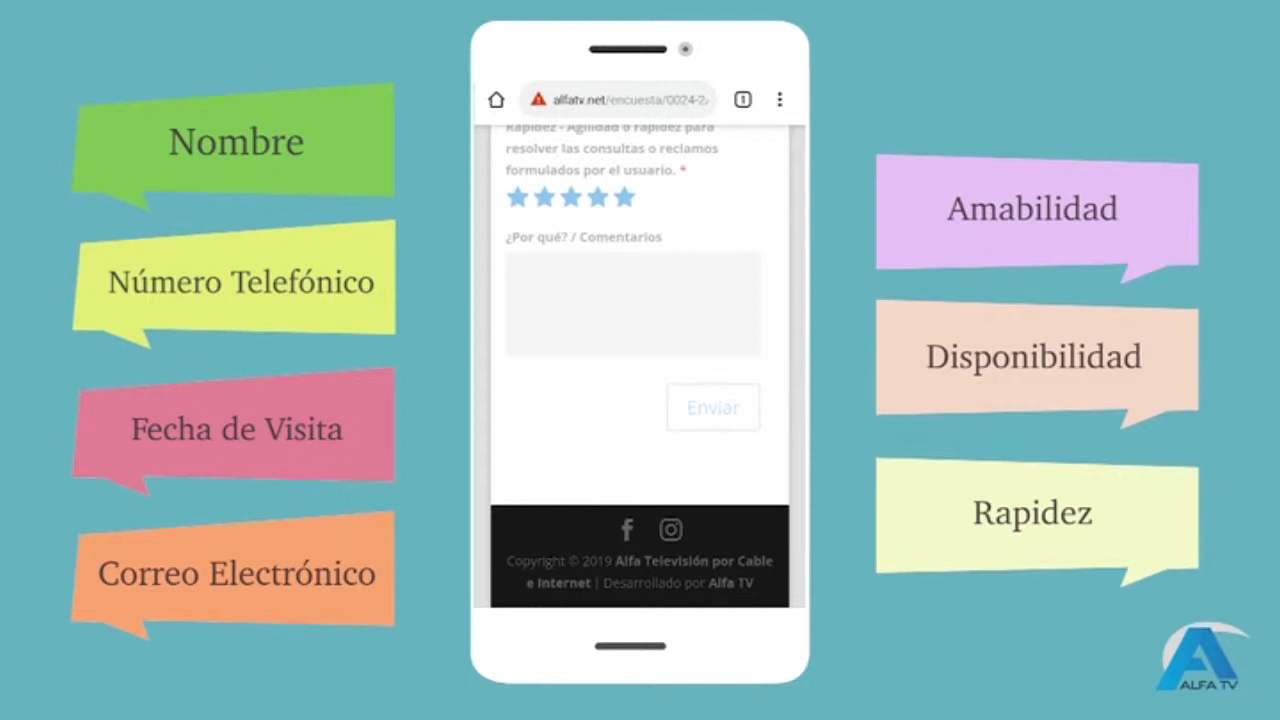 Nombre
Número Telefónico
Fecha de Visita
Correo Electrónico
1
alfatv.net/encuesta/0024-2
Rapidez - Agilidad o rapidez para
resolver las consultas o reclamos
formulados por el usuario. *
¿Por qué? / Comentarios
Enviar
Copyright © 2019 Alfa Televisión por Cable
e Internet | Desarrollado por Alfa TV
Amabilidad
Disponibilidad
Rapidez
ALFA TV